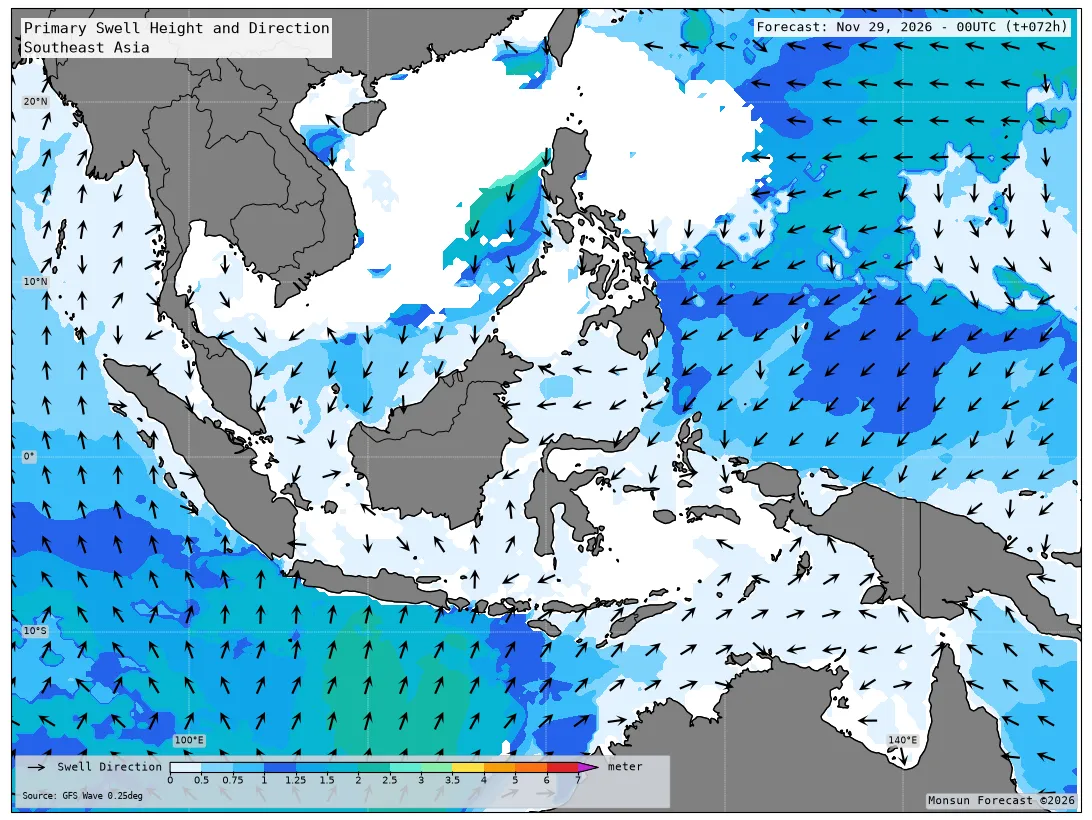 Primary Swell Height and Direction
Southeast Asia
Forecast: Nov 29, 2026 - 00UTC (t+072h)
20°N
10°N
0°
10°S
100°E
140°E
Swell Direction
0 0.5 0.75 1 1.25 1.5 2 2.5 3 3.5 4 5 6 7
meter
Source: GFS Wave 0.25deg
Monsun Forecast ©2026